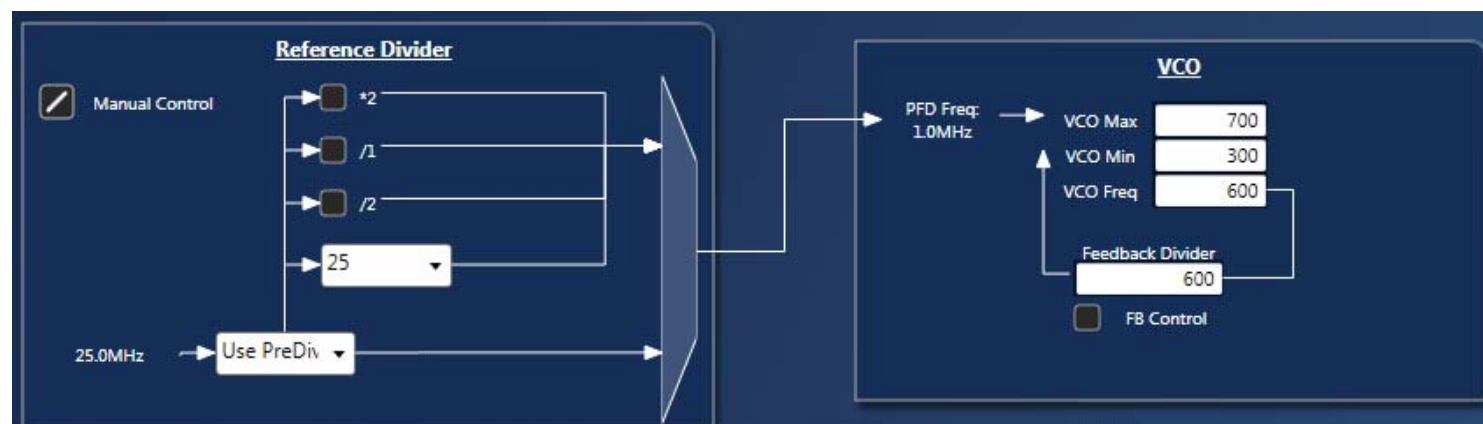 Reference Divider
Manual Control
*2
/1
/2
25
25.0MHz
Use PreDiv
VCO
PFD Freq:
1.0MHz
VCO Max 700
VCO Min 300
VCO Freq 600
Feedback Divider
600
FB Control